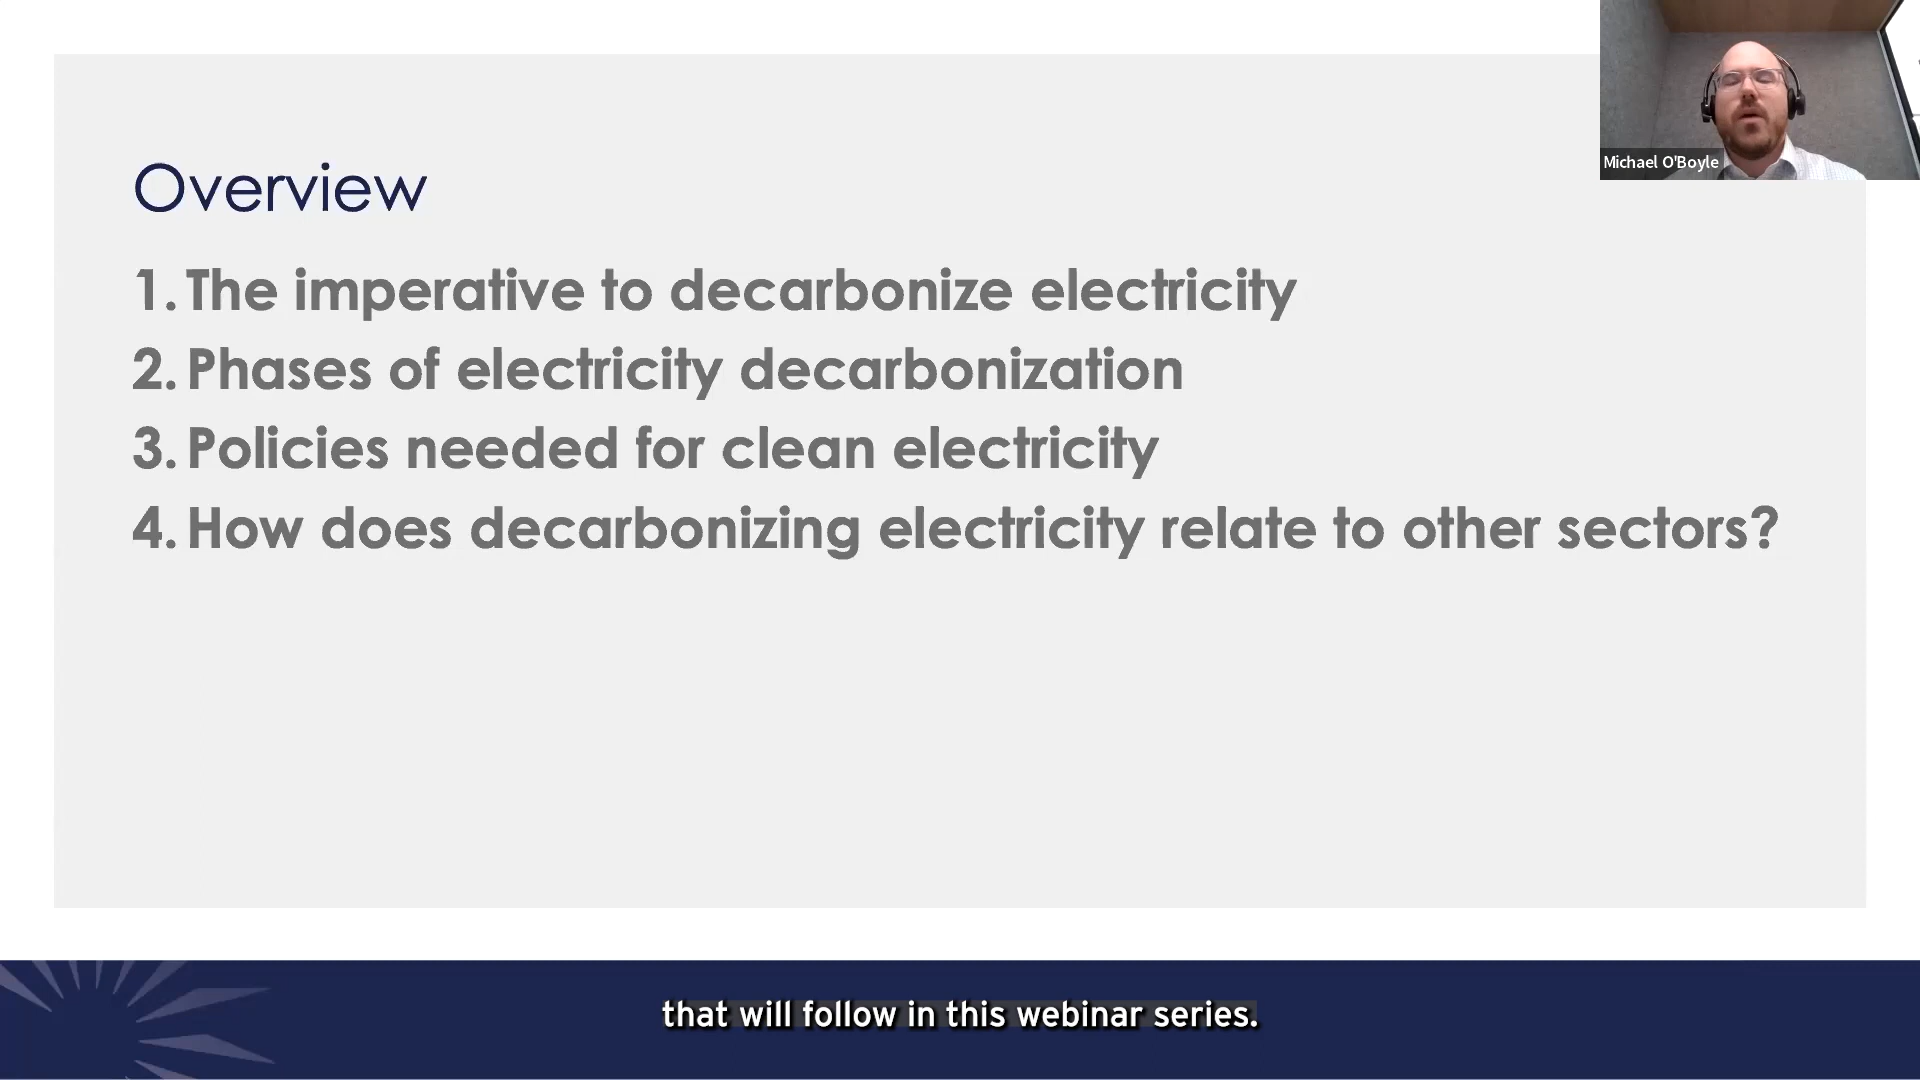 Michael O'Boyle
Overview
1. The imperative to decarbonize electricity
2. Phases of electricity decarbonization
3. Policies needed for clean electricity
4. How does decarbonizing electricity relate to other sectors?
that will follow in this webinar series.